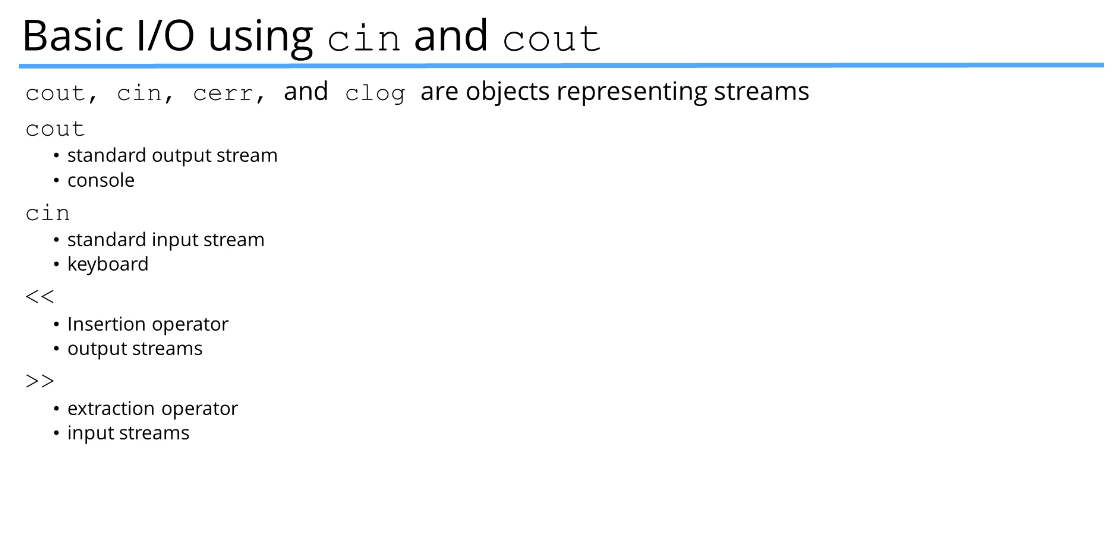 Basic I/O using cin and cout
cout, cin, cerr, and clog are objects representing streams
cout
• standard output stream
• console
cin
• standard input stream
• keyboard
<<
• Insertion operator
• output streams
>>
• extraction operator
• input streams